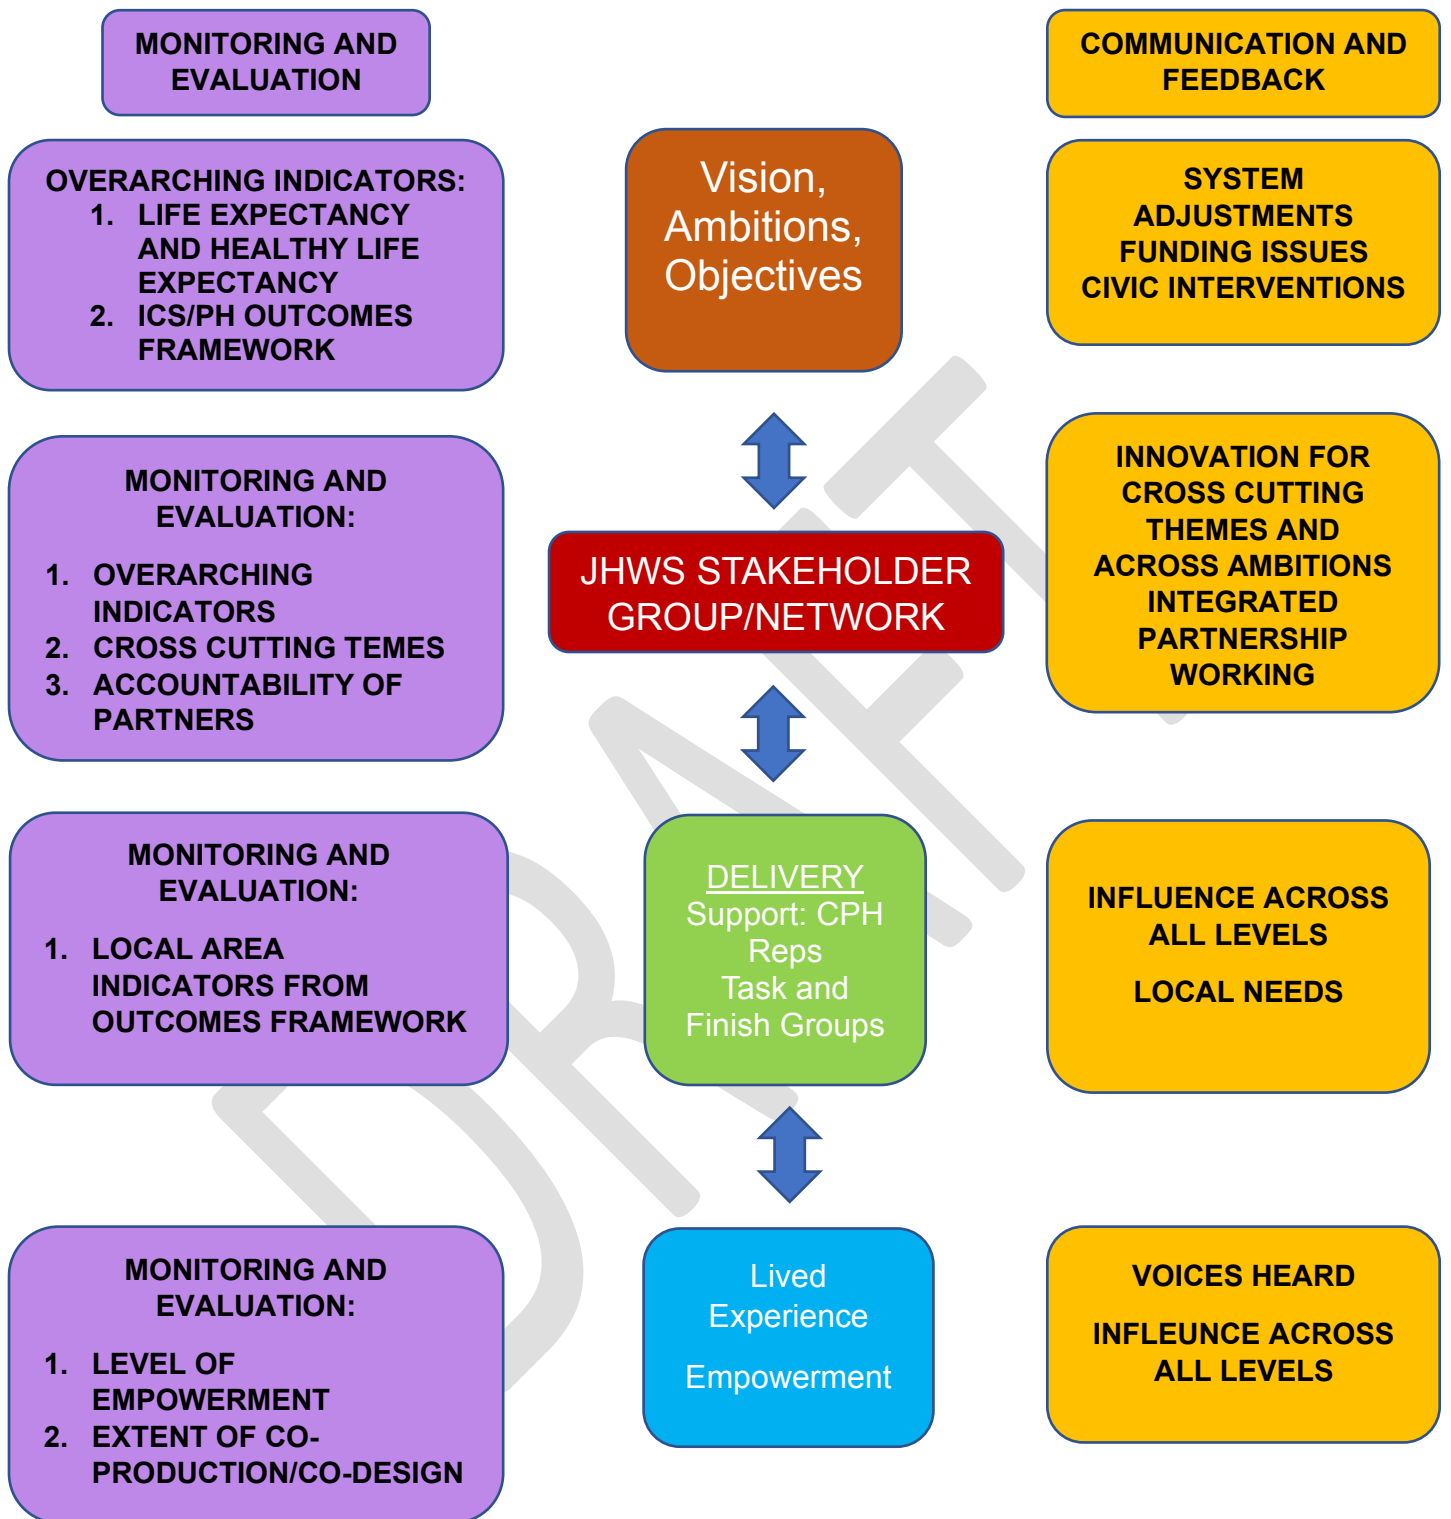 MONITORING AND
EVALUATION
COMMUNICATION AND
FEEDBACK
OVERARCHING INDICATORS:
1. LIFE EXPECTANCY
AND HEALTHY LIFE
EXPECTANCY
2. ICS/PH OUTCOMES
FRAMEWORK
Vision,
Ambitions,
Objectives
SYSTEM
ADJUSTMENTS
FUNDING ISSUES
CIVIC INTERVENTIONS
MONITORING AND
EVALUATION:
1. OVERARCHING
INDICATORS
2. CROSS CUTTING TEMES
3. ACCOUNTABILITY OF
PARTNERS
JHWS STAKEHOLDER
GROUP/NETWORK
INNOVATION FOR
CROSS CUTTING
THEMES AND
ACROSS AMBITIONS
INTEGRATED
PARTNERSHIP
WORKING
MONITORING AND
EVALUATION:
1. LOCAL AREA
INDICATORS FROM
OUTCOMES FRAMEWORK
DELIVERY
Support: CPH
Reps
Task and
Finish Groups
INFLUENCE ACROSS
ALL LEVELS
LOCAL NEEDS
MONITORING AND
EVALUATION:
1. LEVEL OF
EMPOWERMENT
2. EXTENT OF CO-
PRODUCTION/CO-DESIGN
Lived
Experience
Empowerment
VOICES HEARD
INFLEUNCE ACROSS
ALL LEVELS
DRAFT